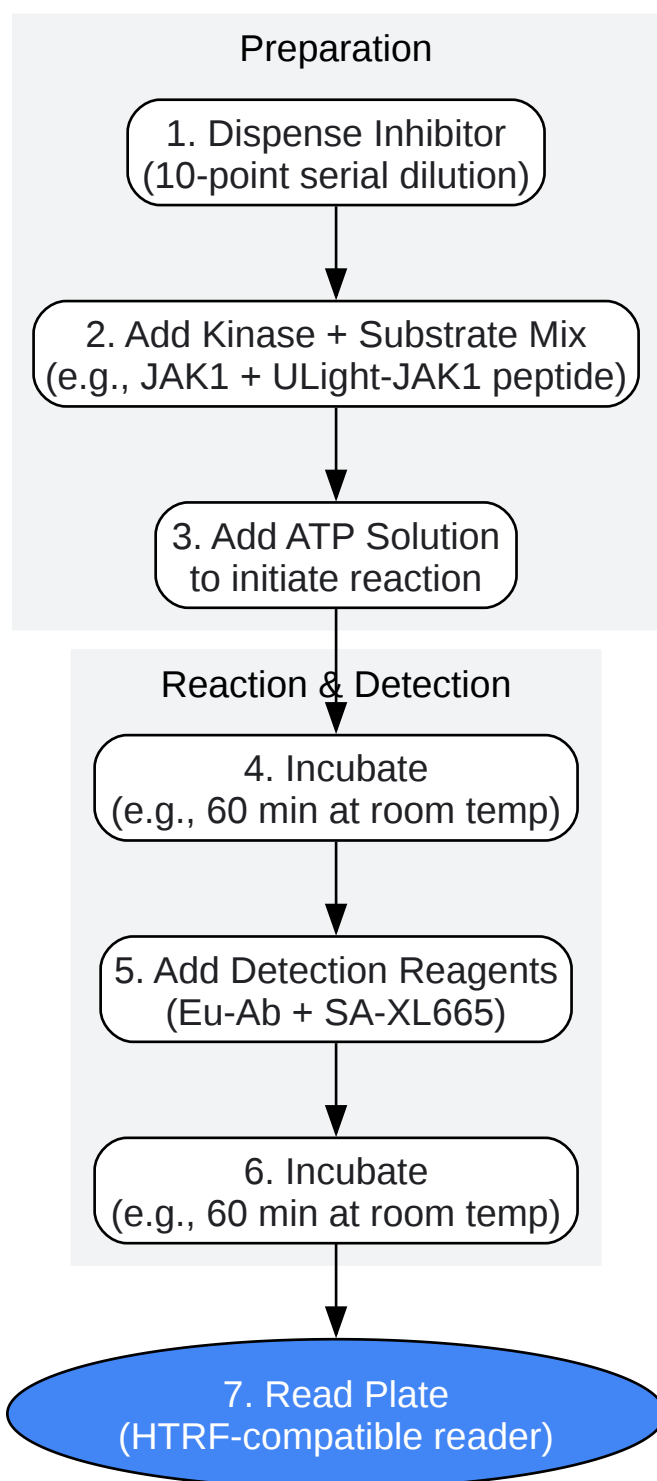 Preparation
1. Dispense Inhibitor
(10-point serial dilution)
2. Add Kinase + Substrate Mix
(e.g., JAK1 + ULight-JAK1 peptide)
3. Add ATP Solution
to initiate reaction
Reaction & Detection
4. Incubate
(e.g., 60 min at room temp)
5. Add Detection Reagents
(Eu-Ab + SA-XL665)
6. Incubate
(e.g., 60 min at room temp)
7. Read Plate
(HTRF-compatible reader)